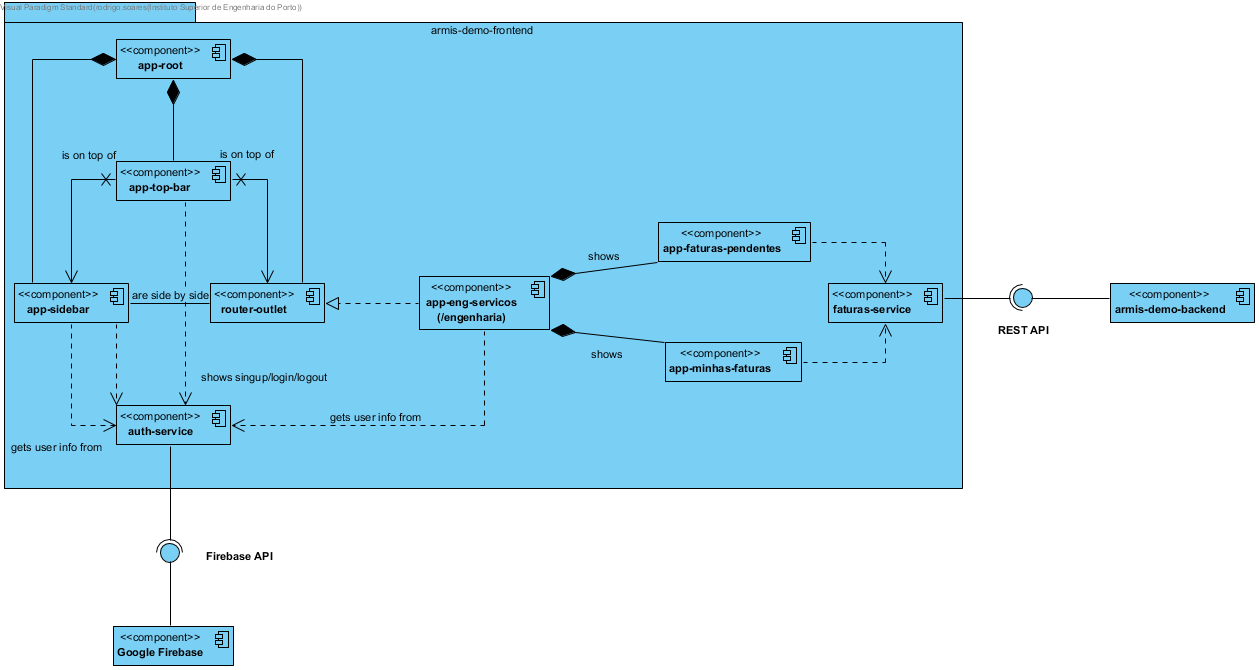 Visual Paradigm Standard(rodrigo.soares(Instituto Superior de Engenharia do Porto))
armis-demo-frontend
<<component>>
app-root
is on top of
is on top of
<<component>>
app-top-bar
<<component>>
app-faturas-pendentes
shows
<<component>>
app-sidebar
are side by side
<<component>>
router-outlet
<<component>>
app-eng-servicos
(/engenharia)
<<component>>
faturas-service
REST API
<<component>>
armis-demo-backend
shows
<<component>>
app-minhas-faturas
shows singup/login/logout
<<component>>
auth-service
gets user info from
gets user info from
Firebase API
<<component>>
Google Firebase